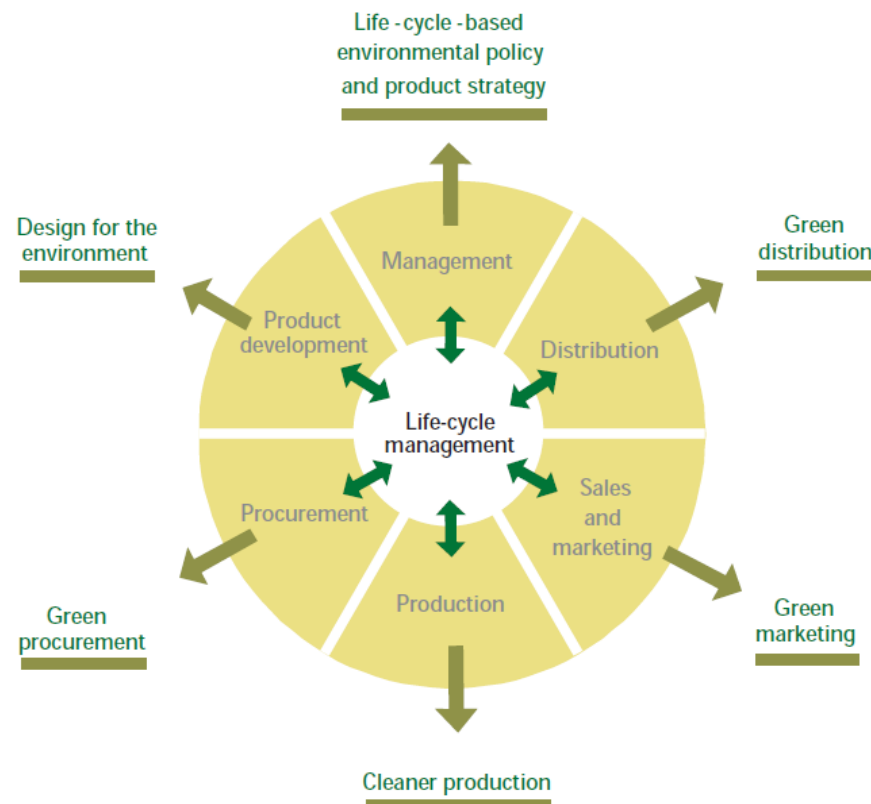 Life - cycle - based
environmental policy
and product strategy
Design for the
environment
Green
distribution
Management
Product
development
Distribution
Life-cycle
management
Procurement
Sales
and
marketing
Production
Green
procurement
Green
marketing
Cleaner production